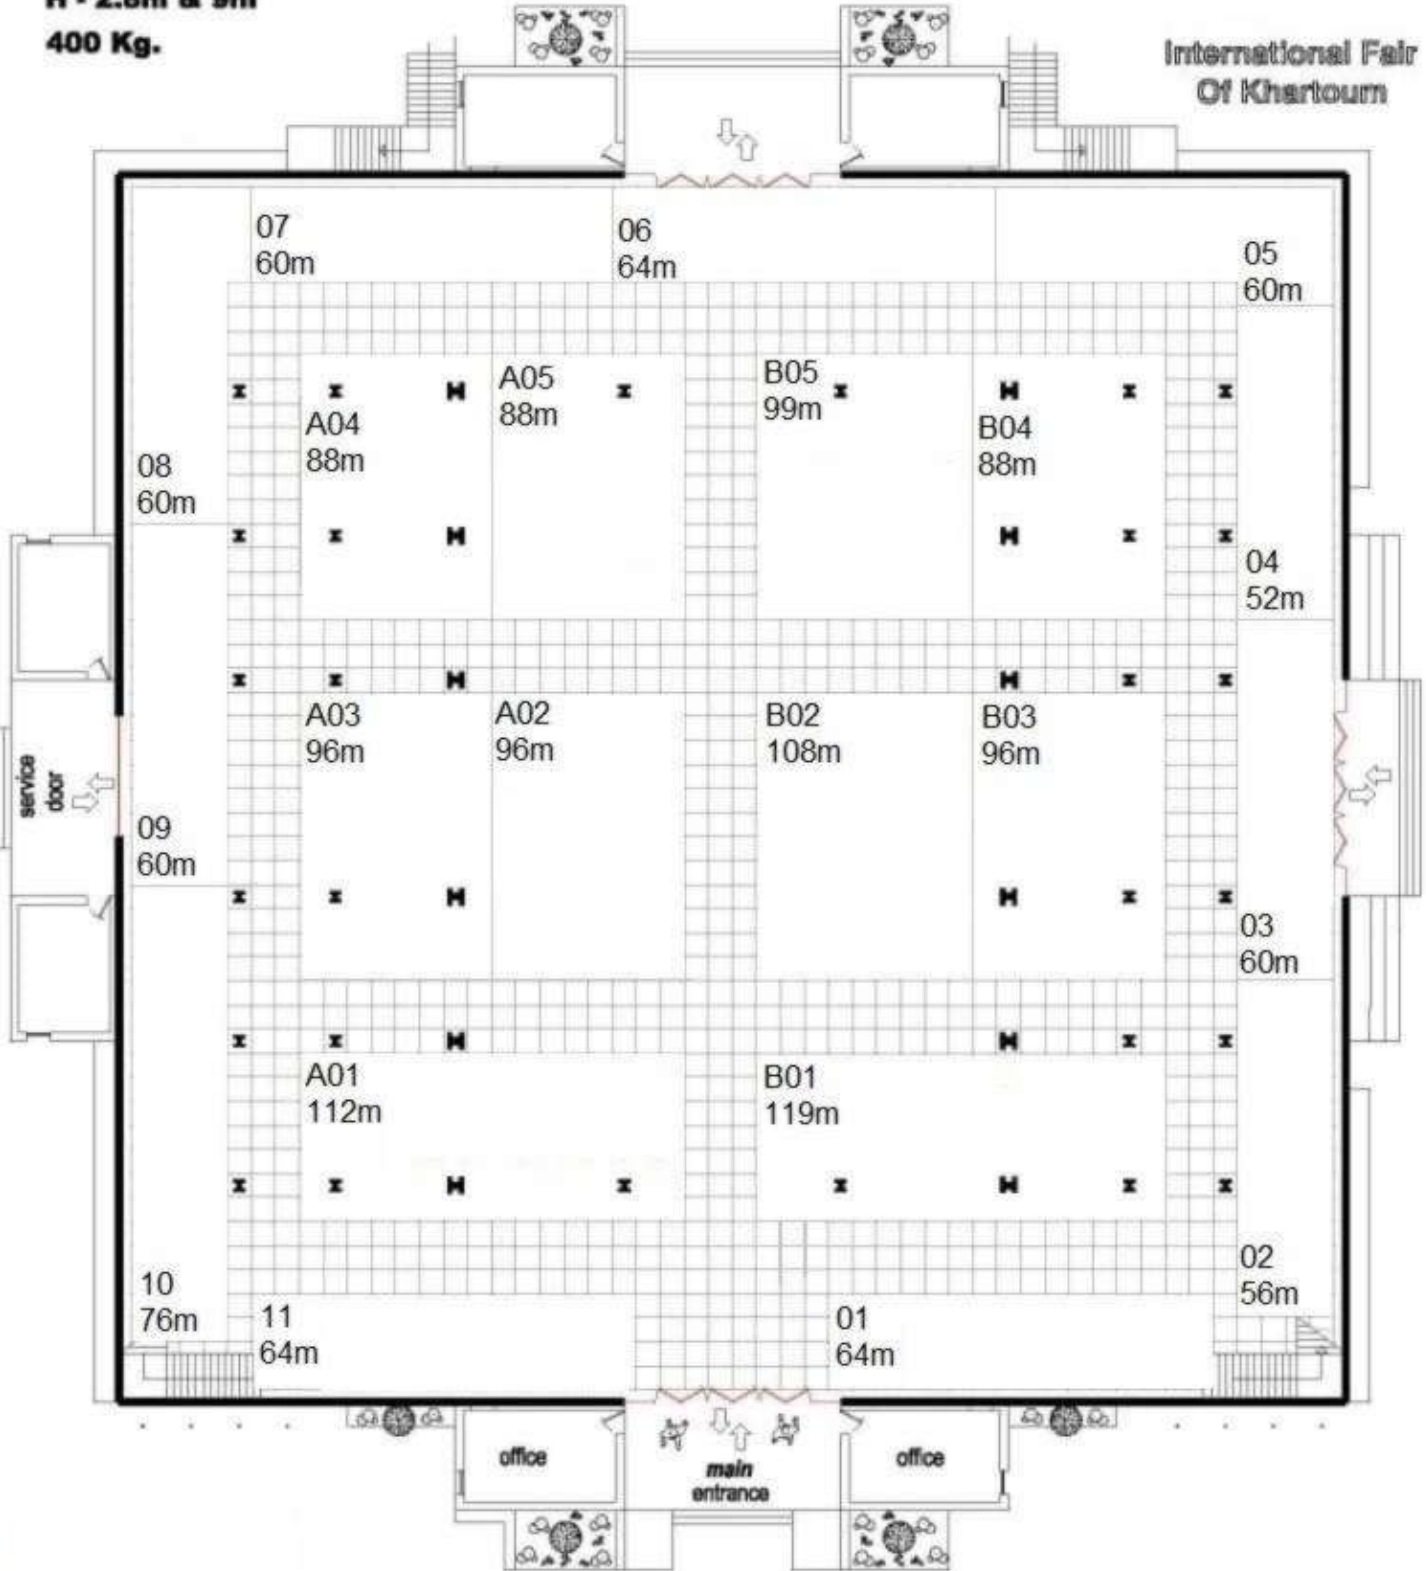 400 Kg.
International Fair
Of Khartoum
07
60m
06
64m
05
60m
A04
88m
A05
88m
B05
99m
B04
88m
08
60m
04
52m
A03
96m
A02
96m
B02
108m
B03
96m
service
door
09
60m
03
60m
A01
112m
B01
119m
10
76m
11
64m
01
64m
02
56m
office
main
entrance
office